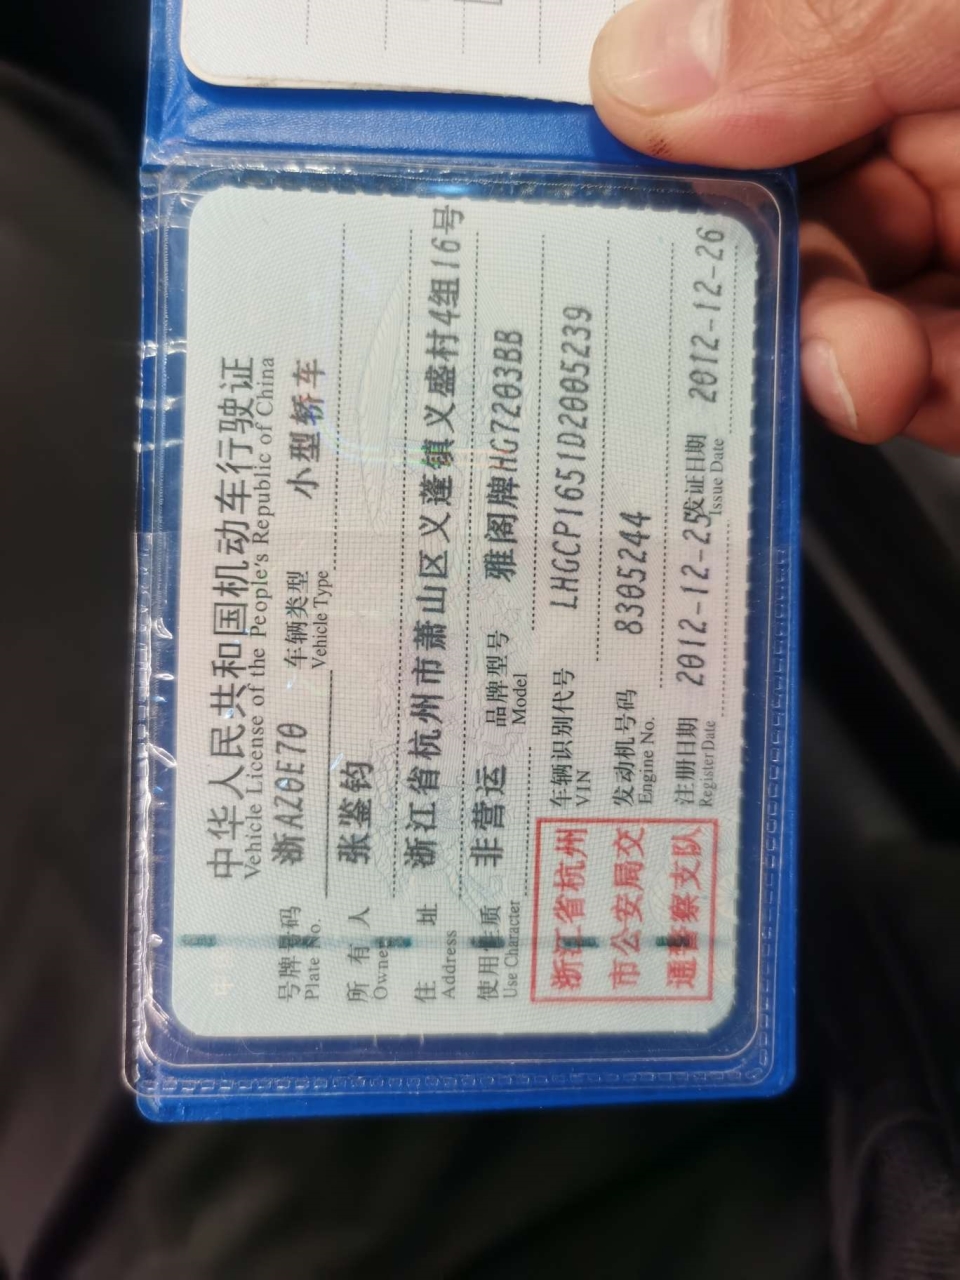 中华人民共和国机动车行驶证
Vehicle License of the People's Republic of China
号牌号码 浙AZ0E70 车辆类型 小型轿车
Plate No. Vehicle Type
所有人 张鉴钧
Owner
住址 浙江省杭州市萧山区义蓬镇义盛村4组16号
Address
使用性质 非营运 品牌型号 雅阁牌HG7203BB
Use Character Model
车辆识别代号 LHGCP1651D2005239
VIN
发动机号码 8305244
Engine No.
注册日期 2012-12-25 发证日期 2012-12-26
Register Date Issue Date
浙江省杭州
市公安局交
通警察支队